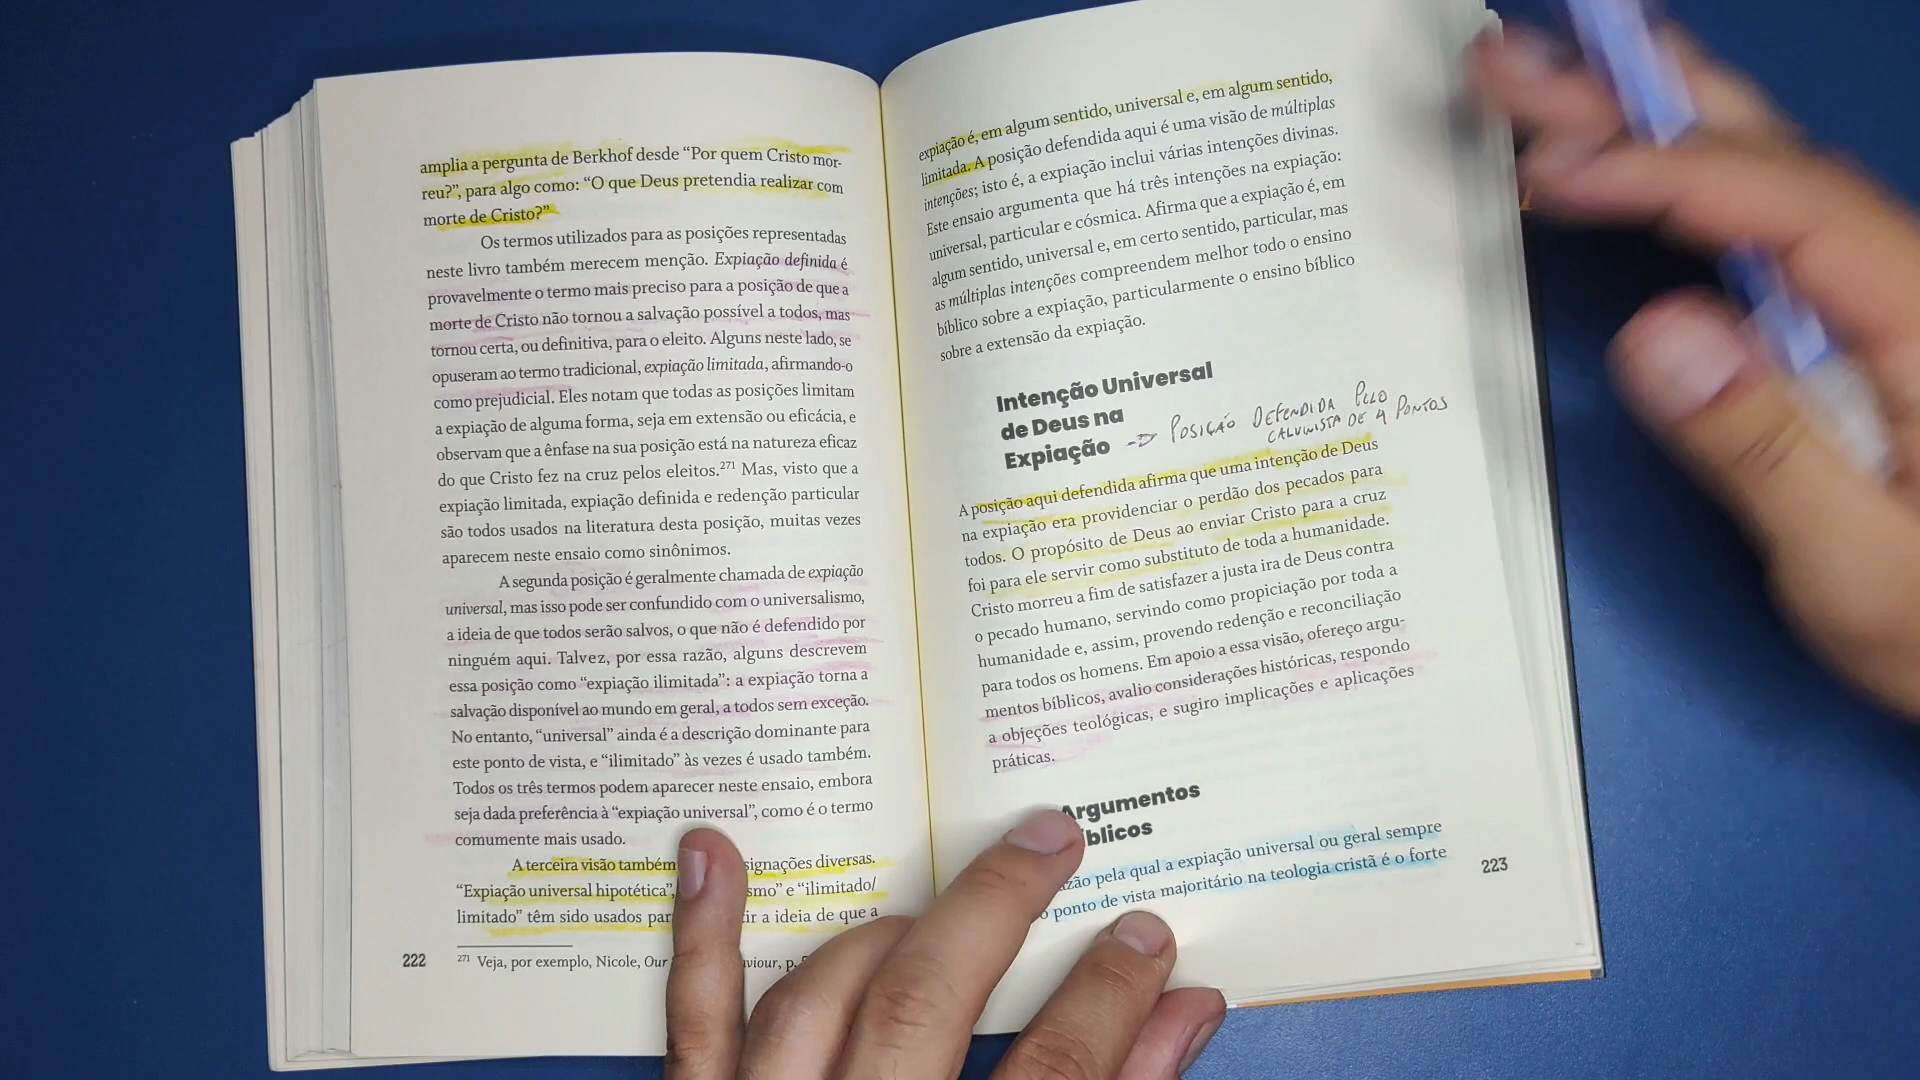 amplia a pergunta de Berkhof desde “Por quem Cristo mor-
reu?”, para algo como: “O que Deus pretendia realizar com
morte de Cristo?”
Os termos utilizados para as posições representadas
neste livro também merecem menção. Expiação definida é
provavelmente o termo mais preciso para a posição de que a
morte de Cristo não tornou a salvação possível a todos, mas
tornou certa, ou definitiva, para o eleito. Alguns neste lado, se
opuseram ao termo tradicional, expiação limitada, afirmando-o
como prejudicial. Eles notam que todas as posições limitam
a expiação de alguma forma, seja em extensão ou eficácia, e
observam que a ênfase na sua posição está na natureza eficaz
do que Cristo fez na cruz pelos eleitos.²⁷¹ Mas, visto que a
expiação limitada, expiação definida e redenção particular
são todos usados na literatura desta posição, muitas vezes
aparecem neste ensaio como sinônimos.
A segunda posição é geralmente chamada de expiação
universal, mas isso pode ser confundido com o universalismo,
a ideia de que todos serão salvos, o que não é defendido por
ninguém aqui. Talvez, por essa razão, alguns descrevem
essa posição como “expiação ilimitada”: a expiação torna a
salvação disponível ao mundo em geral, a todos sem exceção.
No entanto, “universal” ainda é a descrição dominante para
este ponto de vista, e “ilimitado” às vezes é usado também.
Todos os três termos podem aparecer neste ensaio, embora
seja dada preferência à “expiação universal”, como é o termo
comumente mais usado.
A terceira visão também signações diversas.
“Expiação universal hipotética”, smo” e “ilimitado/
limitado” têm sido usados par ir a ideia de que a
²⁷¹ Veja, por exemplo, Nicole, Our viour, p.
222
expiação é, em algum sentido, universal e, em algum sentido,
limitada. A posição defendida aqui é uma visão de múltiplas
intenções; isto é, a expiação inclui várias intenções divinas.
Este ensaio argumenta que há três intenções na expiação:
universal, particular e cósmica. Afirma que a expiação é, em
algum sentido, universal e, em certo sentido, particular, mas
as múltiplas intenções compreendem melhor todo o ensino
bíblico sobre a expiação, particularmente o ensino bíblico
sobre a extensão da expiação.
Intenção Universal
de Deus na
Expiação → POSIÇÃO DEFENDIDA PELO
CALVINISTA DE 4 PONTOS
A posição aqui defendida afirma que uma intenção de Deus
na expiação era providenciar o perdão dos pecados para
todos. O propósito de Deus ao enviar Cristo para a cruz
foi para ele servir como substituto de toda a humanidade.
Cristo morreu a fim de satisfazer a justa ira de Deus contra
o pecado humano, servindo como propiciação por toda a
humanidade e, assim, provendo redenção e reconciliação
para todos os homens. Em apoio a essa visão, ofereço argu-
mentos bíblicos, avalio considerações históricas, respondo
a objeções teológicas, e sugiro implicações e aplicações
práticas.
Argumentos
blicos
zão pela qual a expiação universal ou geral sempre
o ponto de vista majoritário na teologia cristã é o forte
223